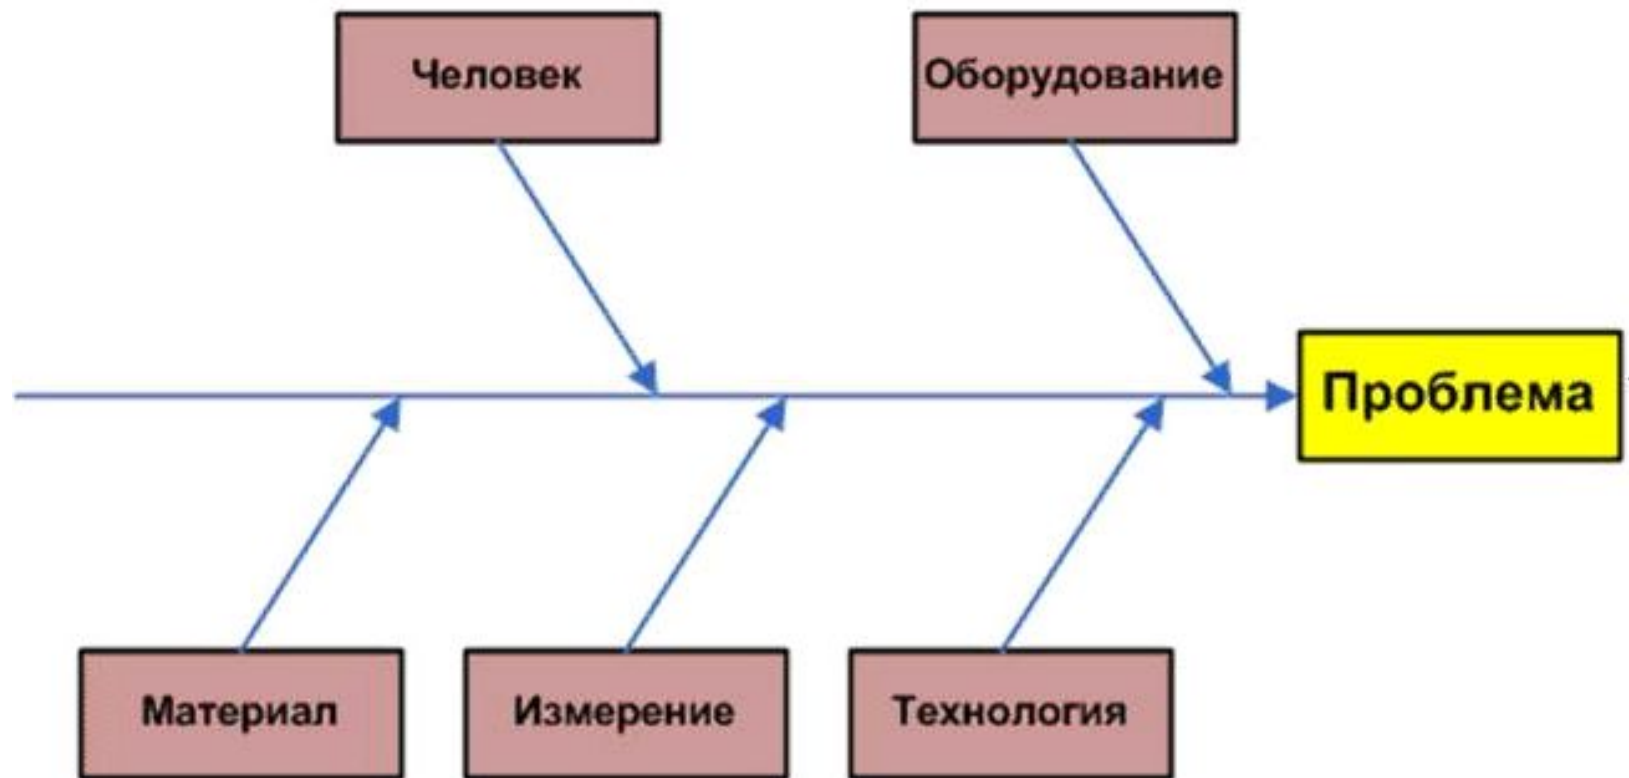 Человек
Оборудование
Проблема
Материал
Измерение
Технология